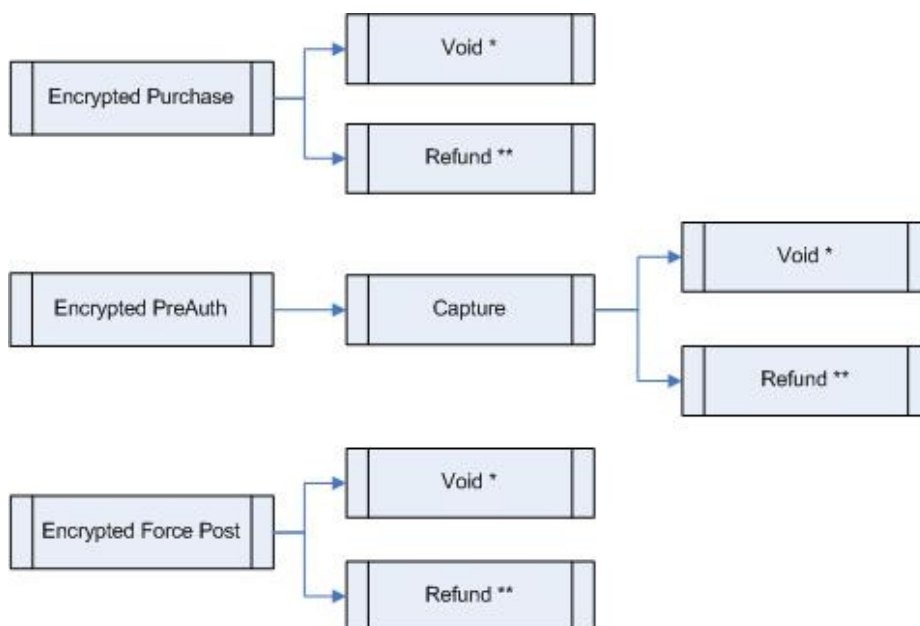 Void *
Encrypted Purchase
Refund **
Void *
Encrypted PreAuth
Capture
Refund **
Void *
Encrypted Force Post
Refund **